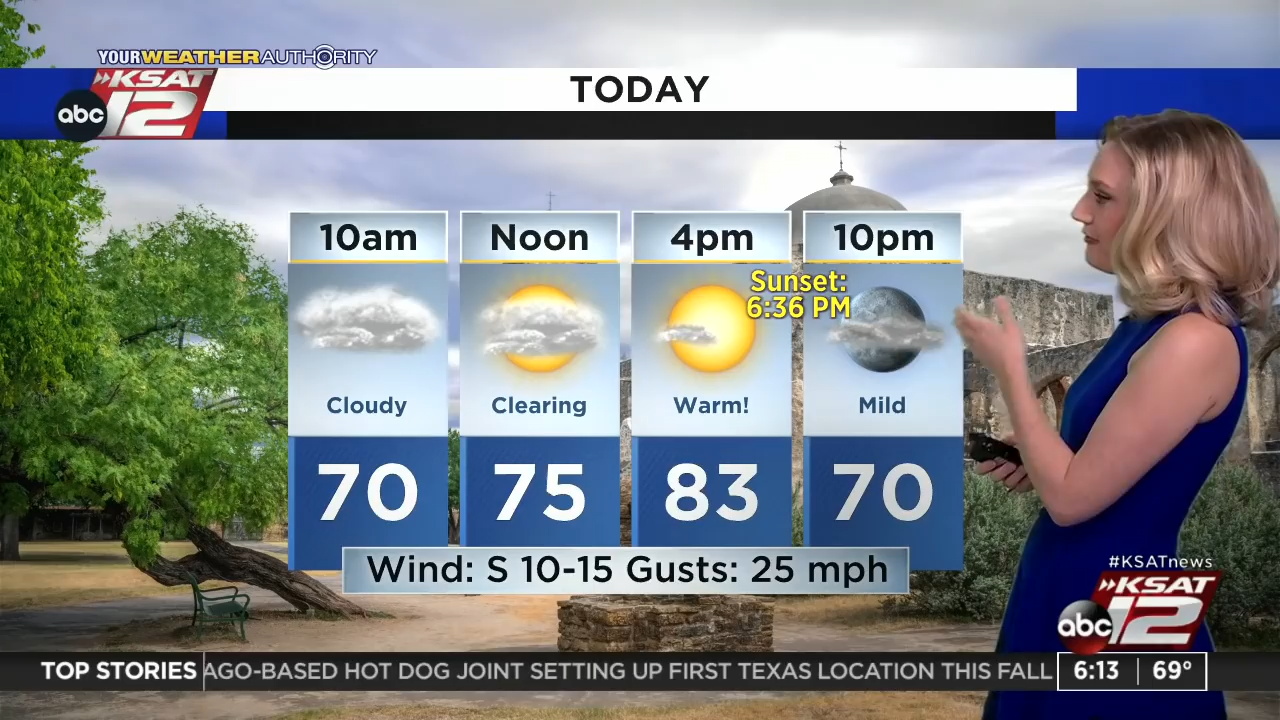 YOURWEATHERAUTHORITY
KSAT
abc 12
TODAY
10am
Noon
4pm
10pm
Sunset:
6:36 PM
Cloudy
Clearing
Warm!
Mild
70
75
83
70
Wind: S 10-15 Gusts: 25 mph
#KSATnews
KSAT
abc 12
TOP STORIES
AGO-BASED HOT DOG JOINT SETTING UP FIRST TEXAS LOCATION THIS FALL
6:13
69°